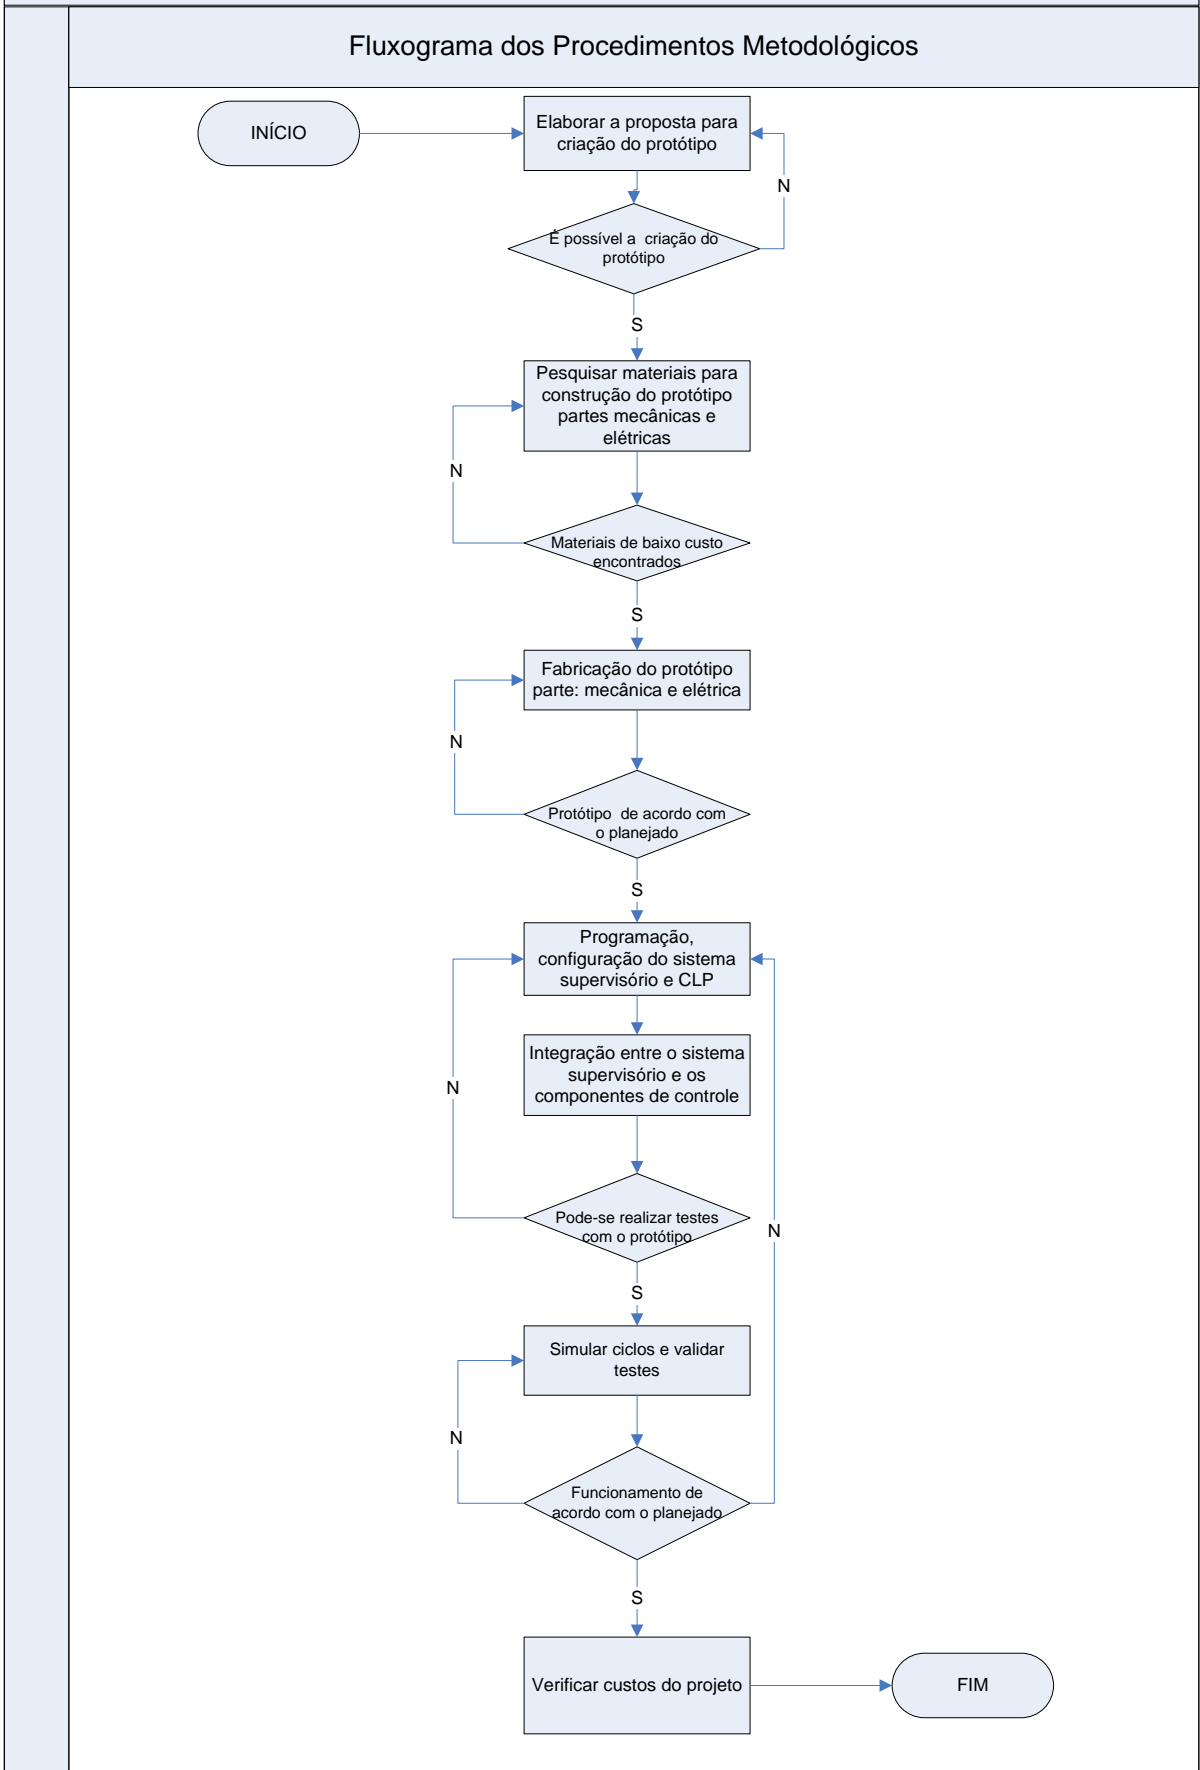 Fluxograma dos Procedimentos Metodológicos
INÍCIO
Elaborar a proposta para
criação do protótipo
N
É possível a  criação do
protótipo
S
Pesquisar materiais para
construção do protótipo
partes mecânicas e
elétricas
N
Materiais de baixo custo
encontrados
S
Fabricação do protótipo
parte: mecânica e elétrica
N
Protótipo  de acordo com
o planejado
S
Programação,
configuração do sistema
supervisório e CLP
Integração entre o sistema
supervisório e os
componentes de controle
N
Pode-se realizar testes
com o protótipo
N
S
Simular ciclos e validar
testes
N
Funcionamento de
acordo com o planejado
S
Verificar custos do projeto
FIM